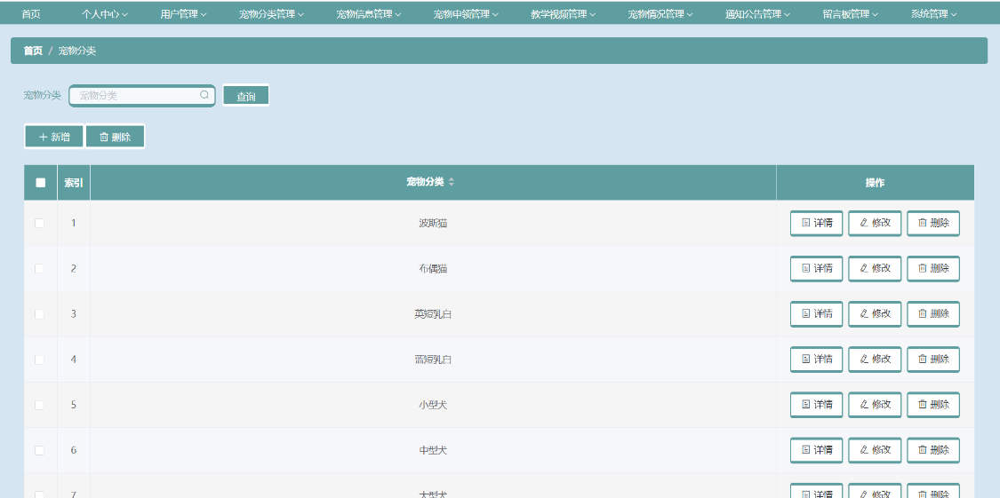 首页 个人中心 用户管理 宠物分类管理 宠物信息管理 宠物申领管理 教学视频管理 宠物情况管理 通知公告管理 留言板管理 系统管理
首页 / 宠物分类
宠物分类 宠物分类 查询
新增 删除
索引 宠物分类 操作
1 波斯猫 详情 修改 删除
2 布偶猫 详情 修改 删除
3 英短乳白 详情 修改 删除
4 蓝短乳白 详情 修改 删除
5 小型犬 详情 修改 删除
6 中型犬 详情 修改 删除
7 大型犬 详情 修改 删除